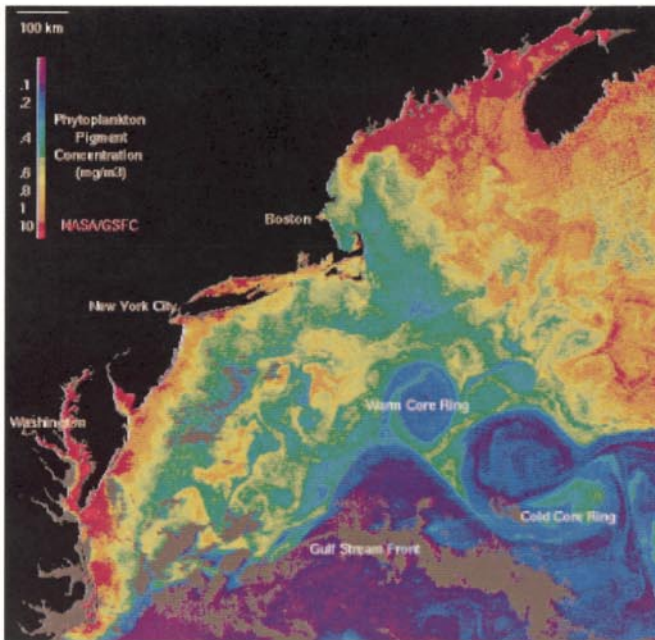 100 km
.1
.2
.4
.6
.8
1
10
Phytoplankton
Pigment
Concentration
(mg/m3)
NASA/GSFC
Boston
New York City
Washington
Warm Core Ring
Cold Core Ring
Gulf Stream Front